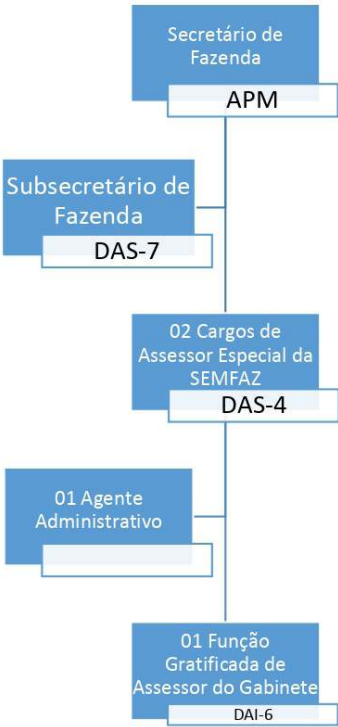 Secretário de
Fazenda
APM
Subsecretário de
Fazenda
DAS-7
02 Cargos de
Assessor Especial da
SEMFAZ
DAS-4
01 Agente
Administrativo
01 Função
Gratificada de
Assessor do Gabinete
DAI-6